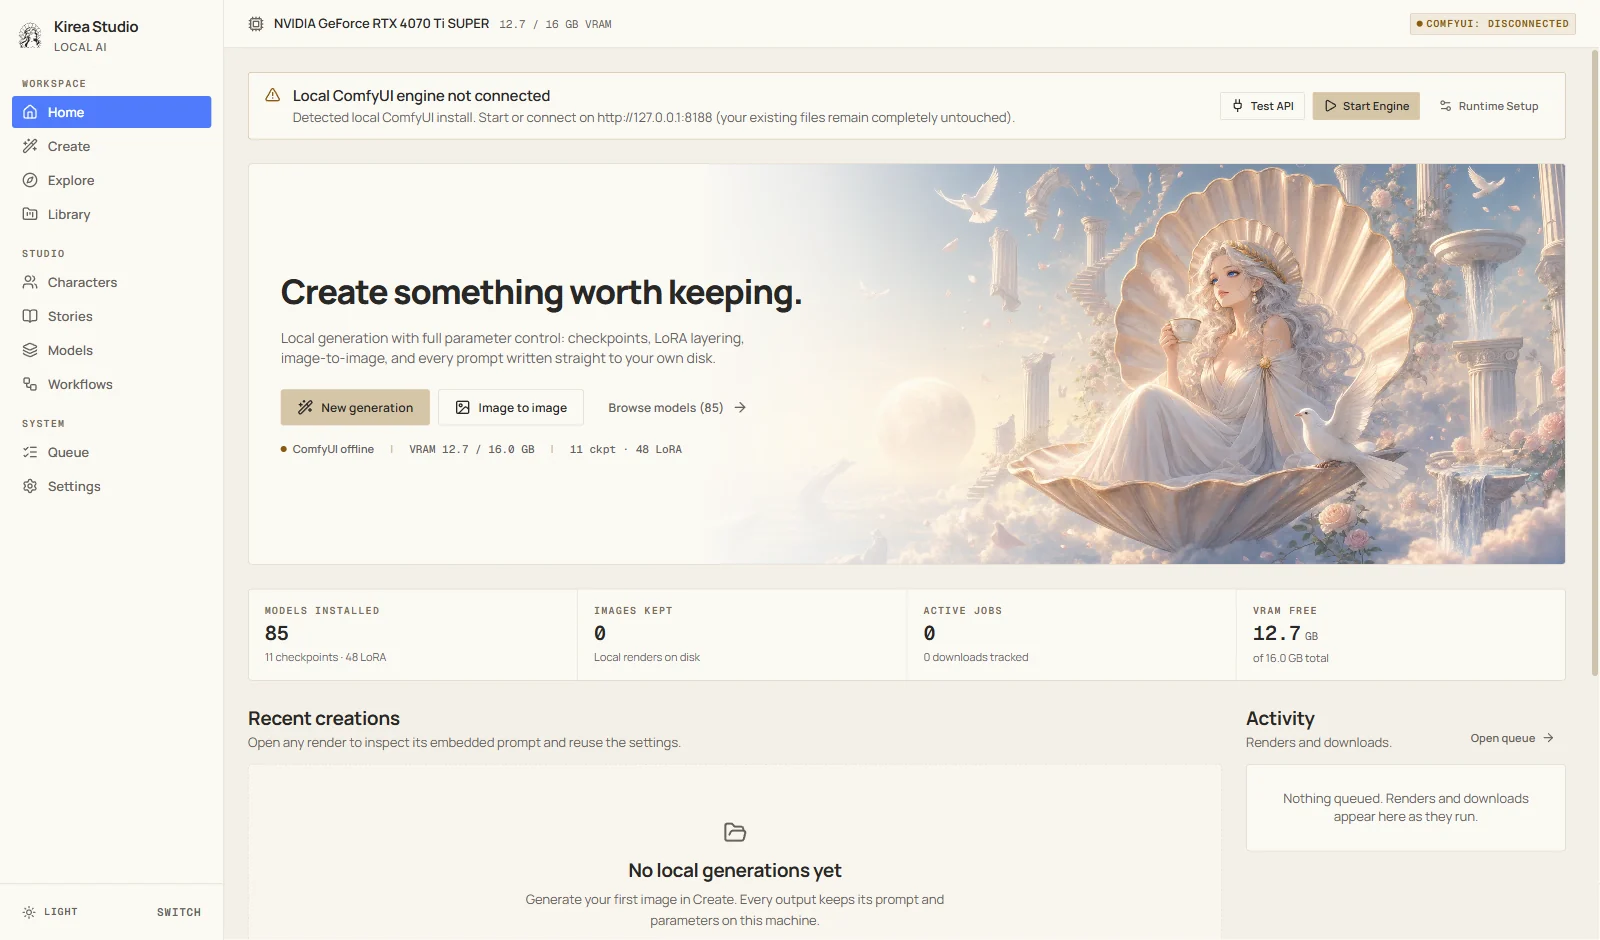 Kirea Studio
LOCAL AI
WORKSPACE
Home
Create
Explore
Library
STUDIO
Characters
Stories
Models
Workflows
SYSTEM
Queue
Settings
LIGHT
SWITCH
NVIDIA GeForce RTX 4070 Ti SUPER 12.7 / 16 GB VRAM
COMFYUI: DISCONNECTED
Local ComfyUI engine not connected
Detected local ComfyUI install. Start or connect on http://127.0.0.1:8188 (your existing files remain completely untouched).
Test API
Start Engine
Runtime Setup
Create something worth keeping.
Local generation with full parameter control: checkpoints, LoRA layering,
image-to-image, and every prompt written straight to your own disk.
New generation
Image to image
Browse models (85)
ComfyUI offline | VRAM 12.7 / 16.0 GB | 11 ckpt · 48 LoRA
MODELS INSTALLED
85
11 checkpoints · 48 LoRA
IMAGES KEPT
0
Local renders on disk
ACTIVE JOBS
0
0 downloads tracked
VRAM FREE
12.7 GB
of 16.0 GB total
Recent creations
Open any render to inspect its embedded prompt and reuse the settings.
No local generations yet
Generate your first image in Create. Every output keeps its prompt and
parameters on this machine.
Activity
Renders and downloads.
Open queue
Nothing queued. Renders and downloads
appear here as they run.